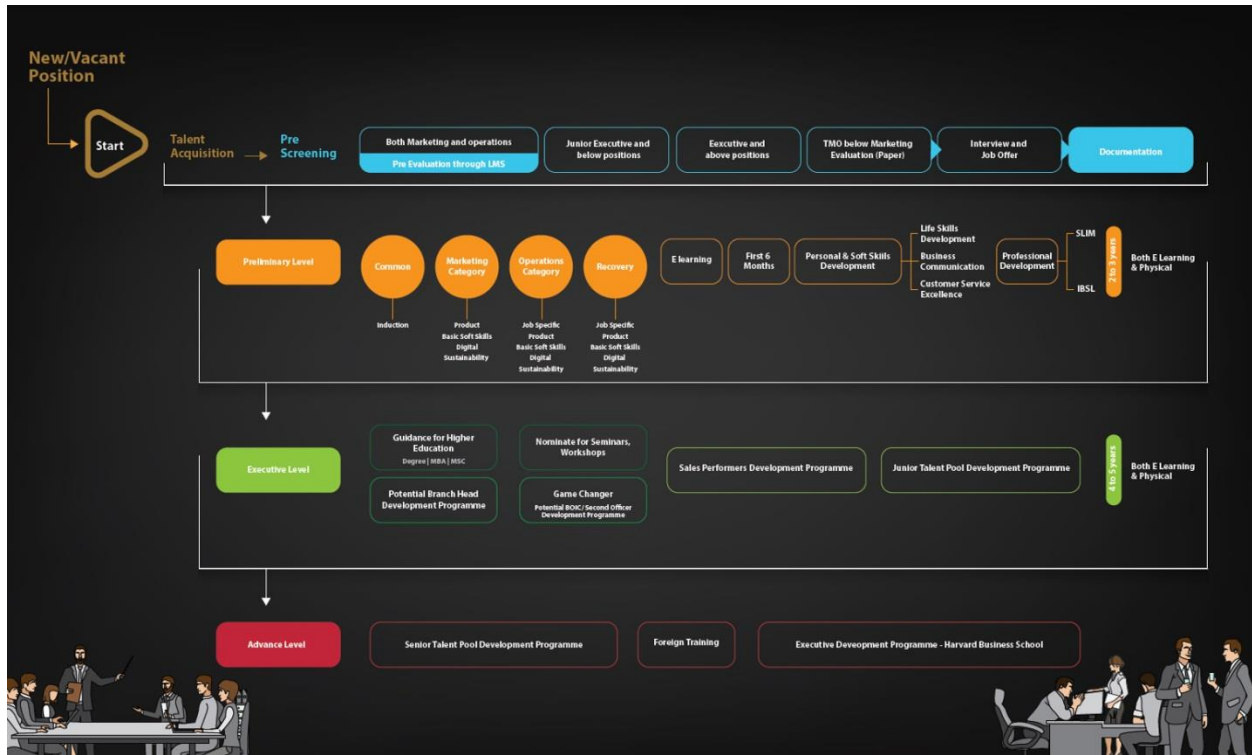 New/Vacant
Position
Start
Talent
Acquisition
Pre
Screening
Both Marketing and operations
Pre Evaluation through LMS
Junior Executive and
below positions
Eexcutive and
above positions
TMO below Marketing
Evaluation (Paper)
Interview and
Job Offer
Documentation
Preliminary Level
Common
Induction
Marketing
Category
Product
Basic Soft Skills
Digital
Sustainability
Operations
Category
Job Specific
Product
Basic Soft Skills
Digital
Sustainability
Recovery
Job Specific
Product
Basic Soft Skills
Digital
Sustainability
E learning
First 6
Months
Personal & Soft Skiils
Development
Life Skills
Development
Business
Communication
Customer Service
Excellence
Professional
Development
SLIM
IBSL
2 to 3 years
Both E Learning
& Physical
Executive Level
Guidance for Higher
Education
Degree | MBA | MSC
Nominate for Seminars,
Workshops
Potential Branch Head
Development Programme
Game Changer
Potential BOIC/Second Officer
Development Programme
Sales Performers Development Programme
Junior Talent Pool Development Programme
4 to 5 years
Both E Learning
& Physical
Advance Level
Senior Talent Pool Development Programme
Foreign Training
Executive Deveopment Programme - Harvard Business School